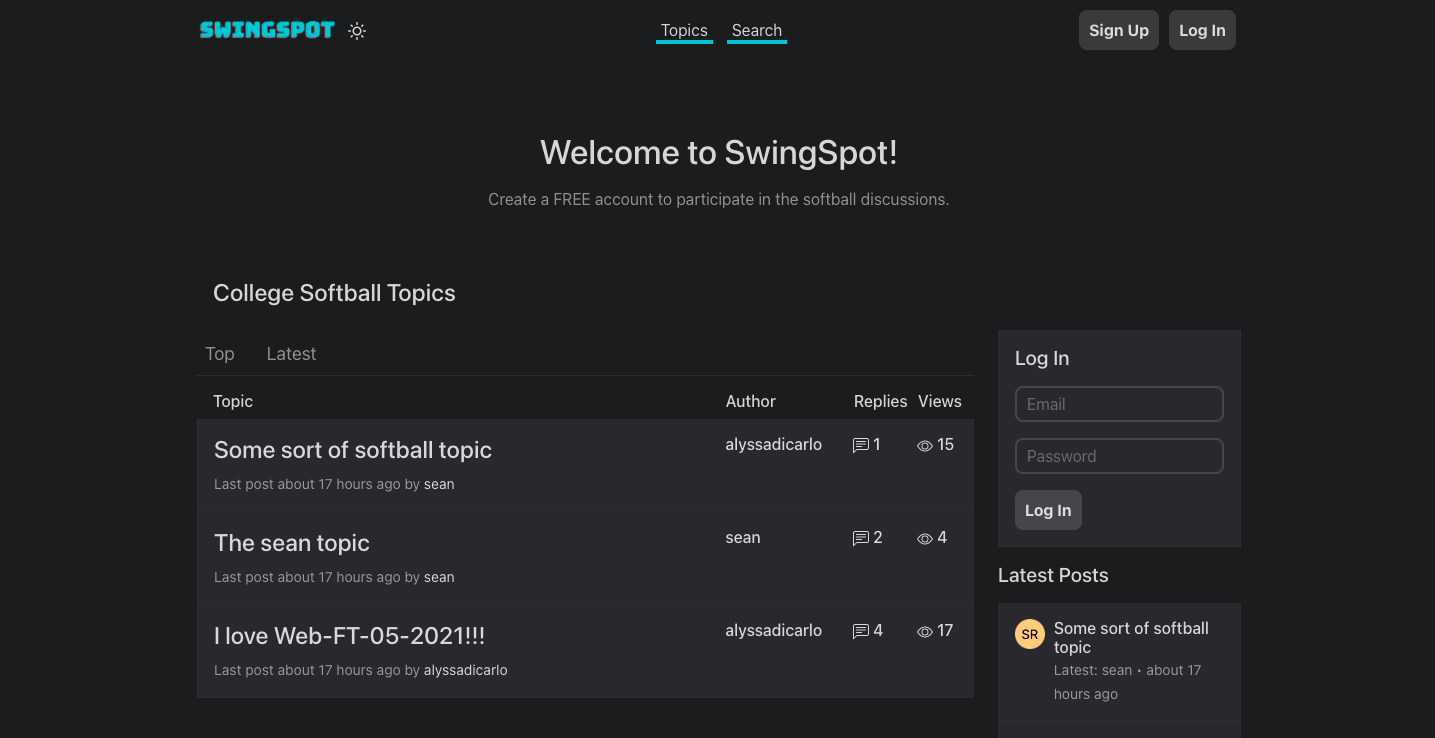 SWINGSPOT
Topics Search
Sign Up Log In
Welcome to SwingSpot!
Create a FREE account to participate in the softball discussions.
College Softball Topics
Top Latest
Topic Author Replies Views
Some sort of softball topic alyssadicarlo 1 15
Last post about 17 hours ago by sean
The sean topic sean 2 4
Last post about 17 hours ago by sean
I love Web-FT-05-2021!!! alyssadicarlo 4 17
Last post about 17 hours ago by alyssadicarlo
Log In
Email
Password
Log In
Latest Posts
SR Some sort of softball
topic
Latest: sean • about 17
hours ago